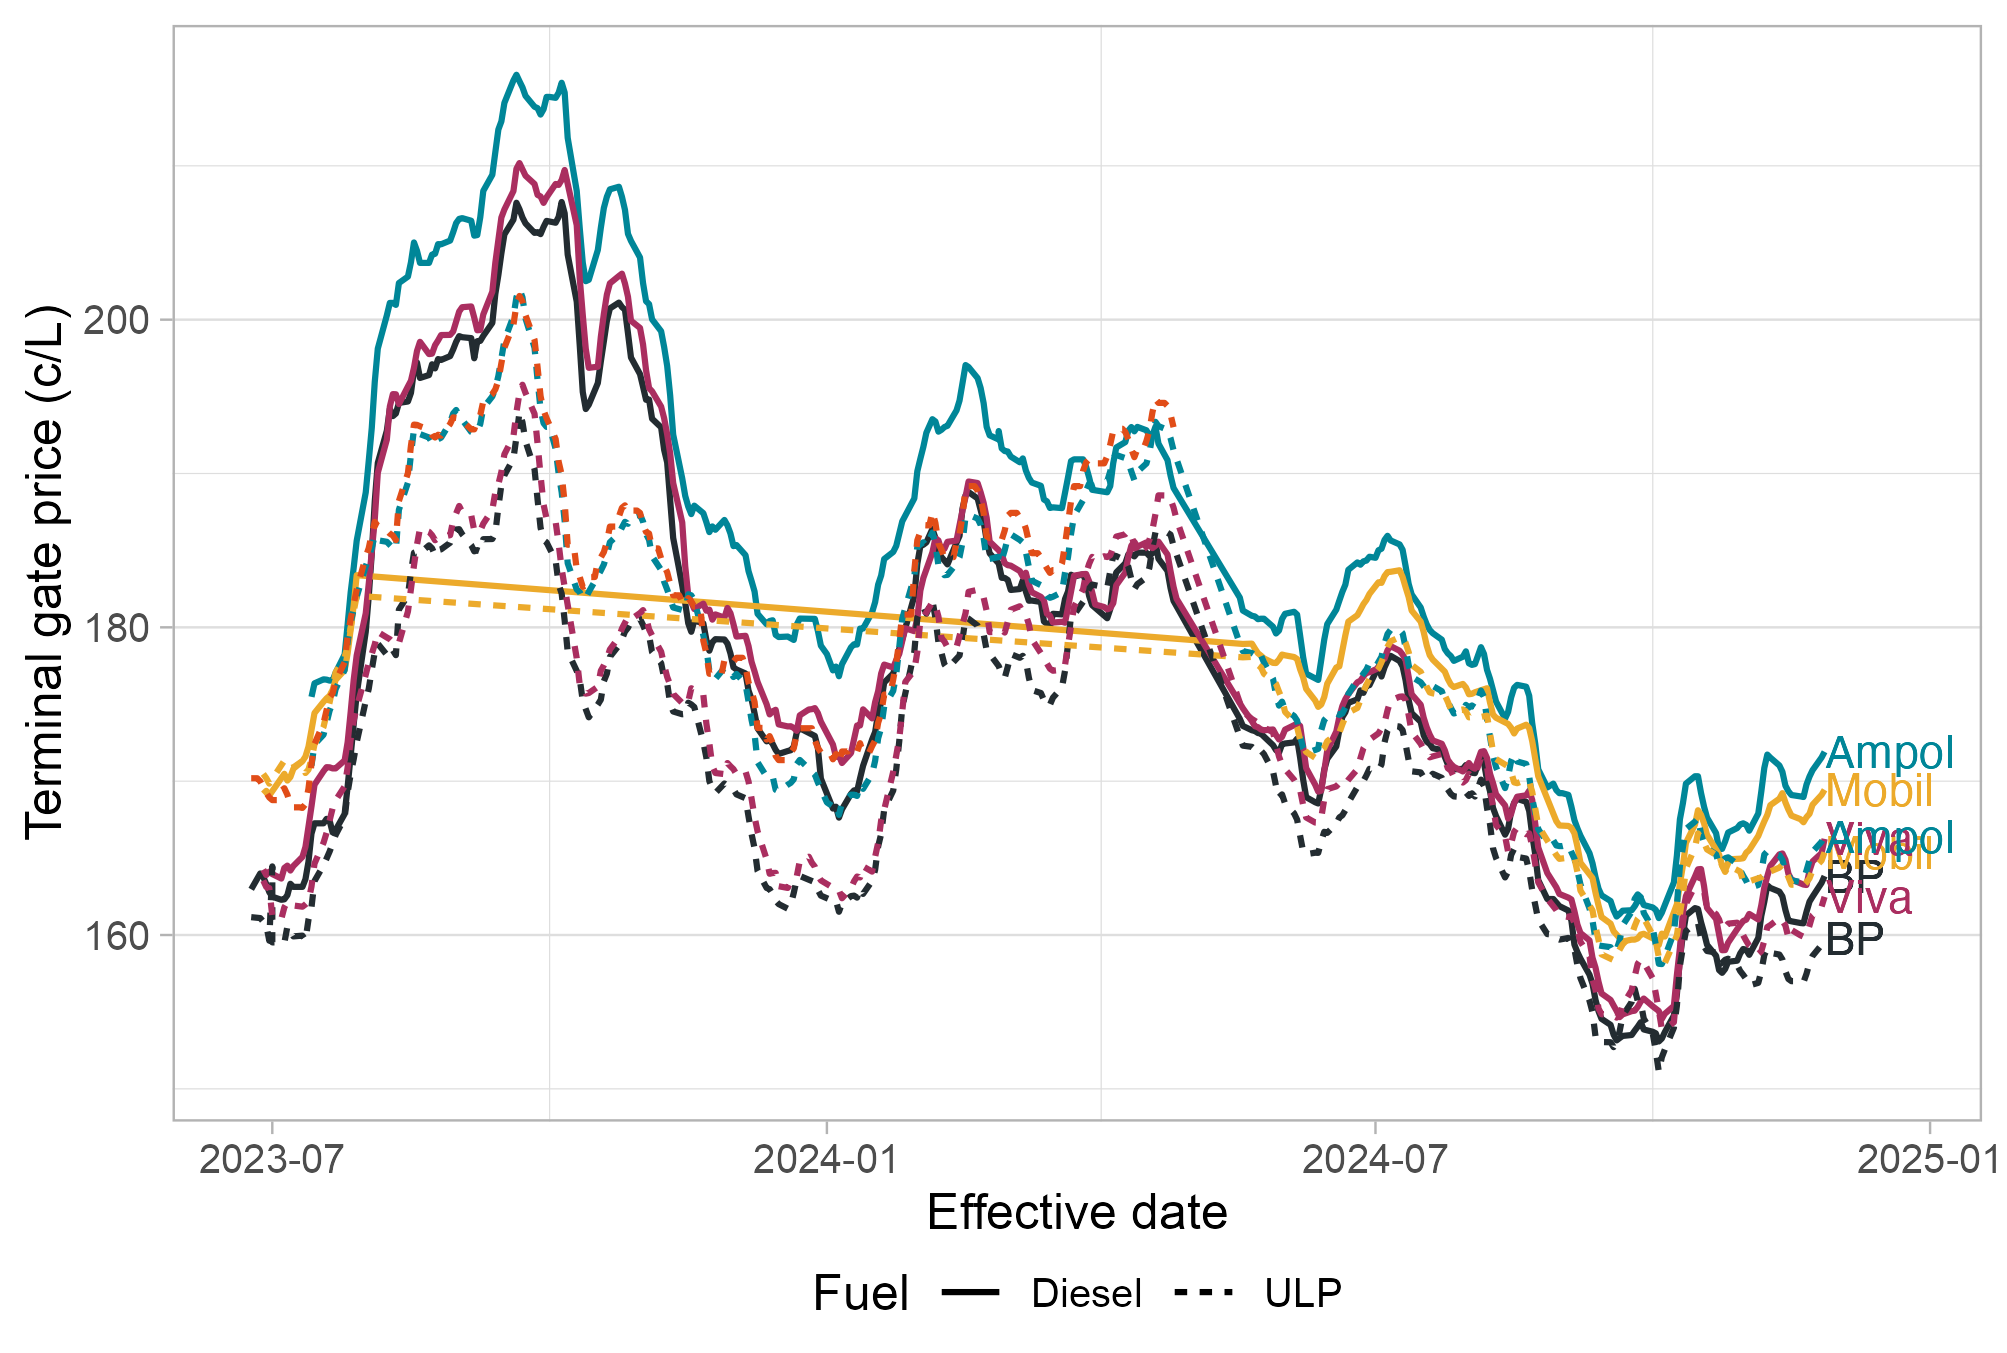 Terminal gate price (c/L)
200
180
160
Ampol
Mobil
Viva
Ampol
Mobil
BP
Viva
BP
2023-07
2024-01
2024-07
2025-01
Effective date
Fuel Diesel ULP